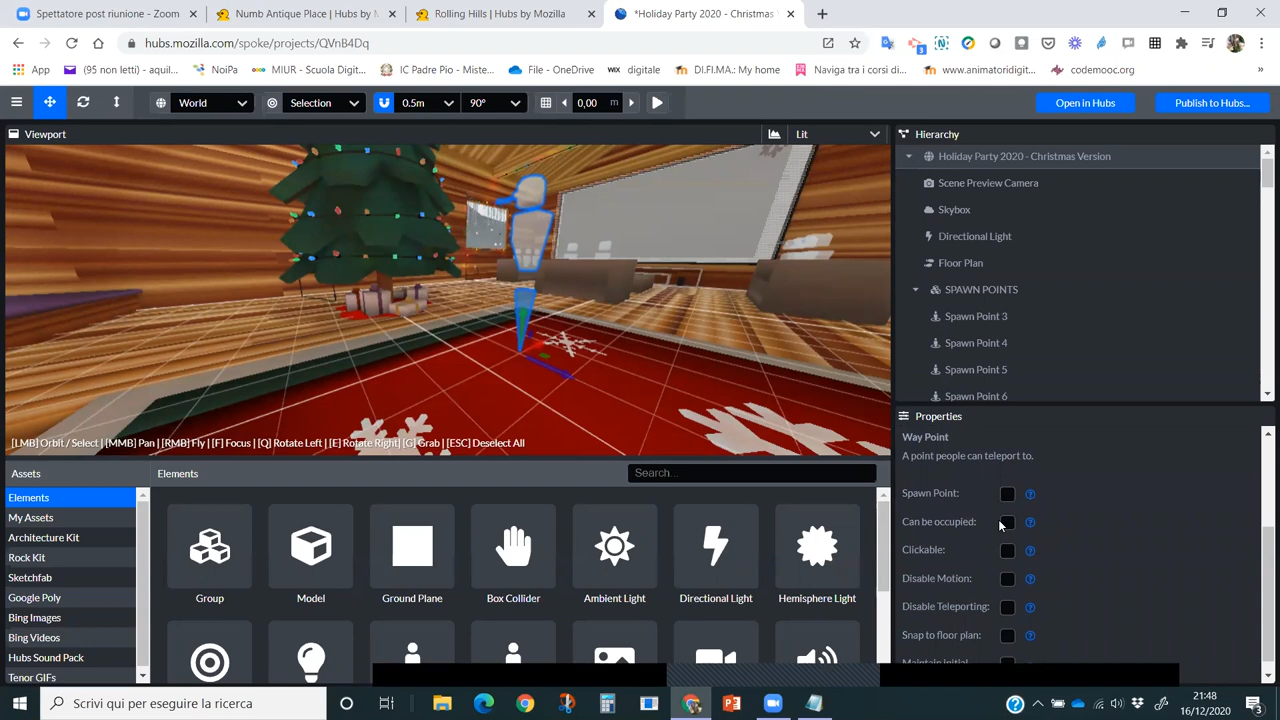 spontaneous presentation - Zoom
Numb Antique Place | Hubs by M
Rolling Hills | Hubs by Mozilla
*Holiday Party 2020 - Christmas
hubs.mozilla.com/spoke/projects/QVnB4Dq
App
(95 non letti) - aquil...
NoiPa
MIUR - Scuola Digit...
IC Padre Pio - Miste...
File - OneDrive
WIX digitale
DI.FI.MA.: My home
Naviga tra i corsi di...
www.animatoridigit...
codemooc.org
World
Selection
0.5m
90°
0,00 m
Open in Hubs
Publish to Hubs...
Viewport
Lit
Hierarchy
Holiday Party 2020 - Christmas Version
Scene Preview Camera
Skybox
Directional Light
Floor Plan
SPAWN POINTS
Spawn Point 3
Spawn Point 4
Spawn Point 5
Spawn Point 6
[LMB] Orbit / Select | [MMB] Pan | [RMB] Fly | [F] Focus | [Q] Rotate Left | [E] Rotate Right| [G] Grab | [ESC] Deselect All
Properties
Way Point
A point people can teleport to.
Spawn Point:
Can be occupied:
Clickable:
Disable Motion:
Disable Teleporting:
Snap to floor plan:
Maintain initial
Assets
Elements
Search...
Elements
My Assets
Architecture Kit
Rock Kit
Sketchfab
Google Poly
Bing Images
Bing Videos
Hubs Sound Pack
Tenor GIFs
Group
Model
Ground Plane
Box Collider
Ambient Light
Directional Light
Hemisphere Light
Scrivi qui per eseguire la ricerca
21:48
16/12/2020